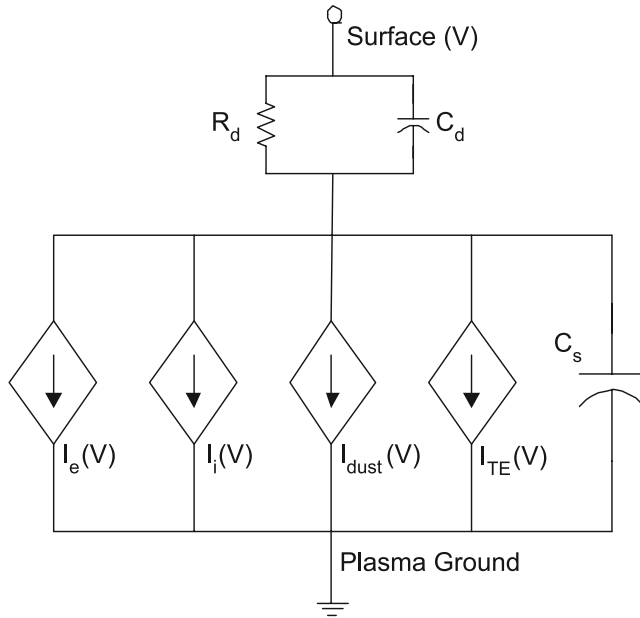 Surface (V)
R_d
C_d
C_s
I_e(V)
I_i(V)
I_dust(V)
I_TE(V)
Plasma Ground